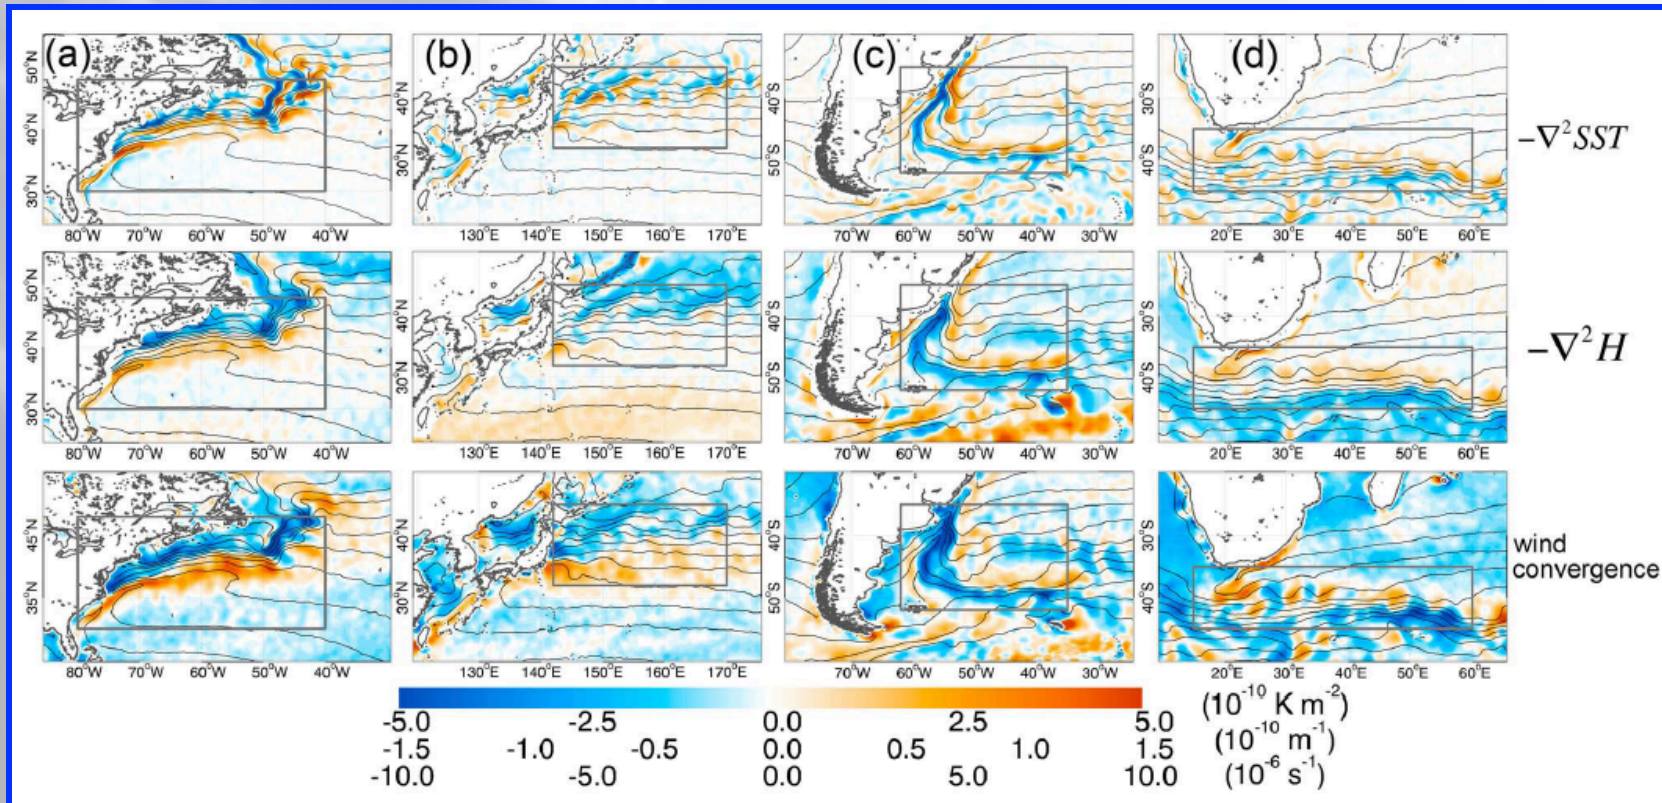 (a) (b) (c) (d)
50°N 40°N 30°N
40°N 30°N
30°S 40°S 50°S
30°S 40°S
−∇²SST
80°W 70°W 60°W 50°W 40°W
130°E 140°E 150°E 160°E 170°E
70°W 60°W 50°W 40°W 30°W
20°E 30°E 40°E 50°E 60°E
50°N 40°N 30°N
40°N 30°N
30°S 40°S 50°S
30°S 40°S
−∇²H
80°W 70°W 60°W 50°W 40°W
130°E 140°E 150°E 160°E 170°E
70°W 60°W 50°W 40°W 30°W
20°E 30°E 40°E 50°E 60°E
45°N 35°N
40°N 30°N
30°S 40°S 50°S
30°S 40°S
wind
convergence
80°W 70°W 60°W 50°W 40°W
130°E 140°E 150°E 160°E 170°E
70°W 60°W 50°W 40°W 30°W
20°E 30°E 40°E 50°E 60°E
-5.0 -2.5 0.0 2.5 5.0 (10⁻¹⁰ K m⁻²)
-1.5 -1.0 -0.5 0.0 0.5 1.0 1.5 (10⁻¹⁰ m⁻¹)
-10.0 -5.0 0.0 5.0 10.0 (10⁻⁶ s⁻¹)